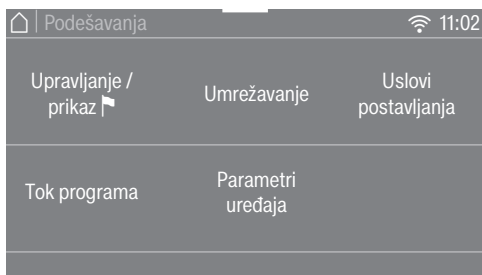 Podešavanja
11:02
Upravljanje /
prikaz
Umrežavanje
Uslovi
postavljanja
Tok programa
Parametri
uređaja